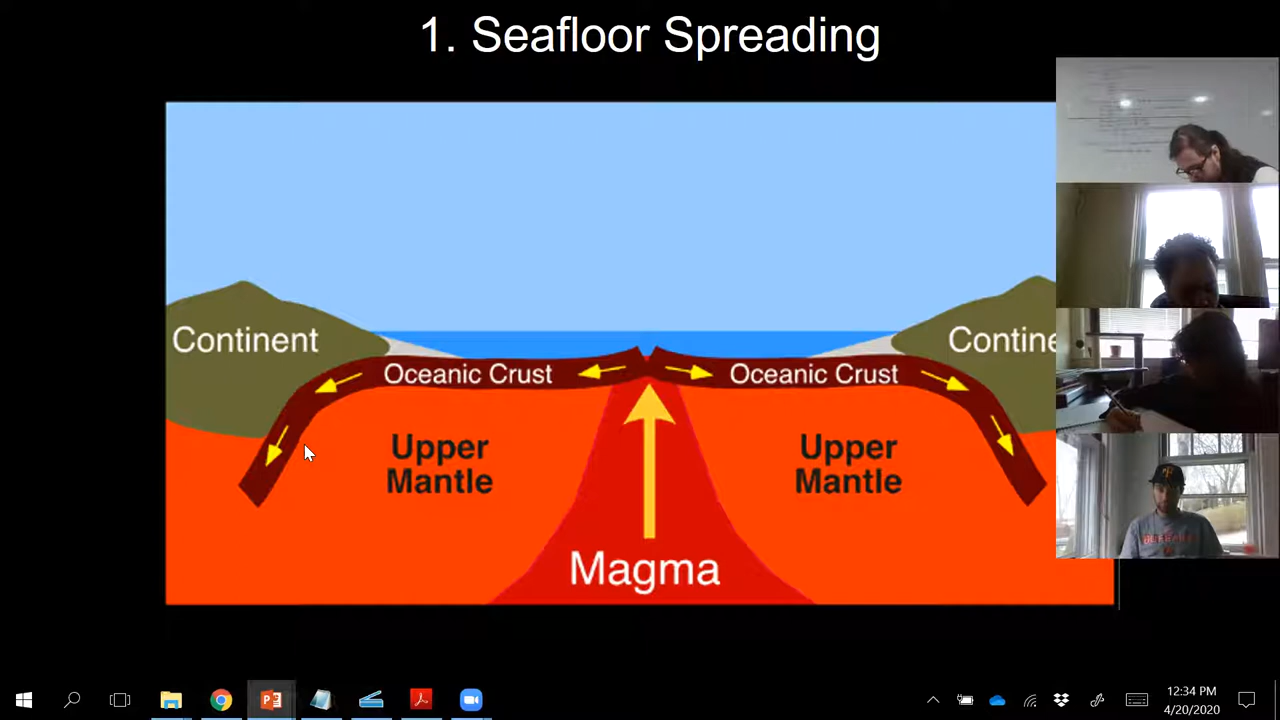 1. Seafloor Spreading
Continent
Contine
Oceanic Crust
Oceanic Crust
Upper
Mantle
Upper
Mantle
Magma
12:34 PM
4/20/2020